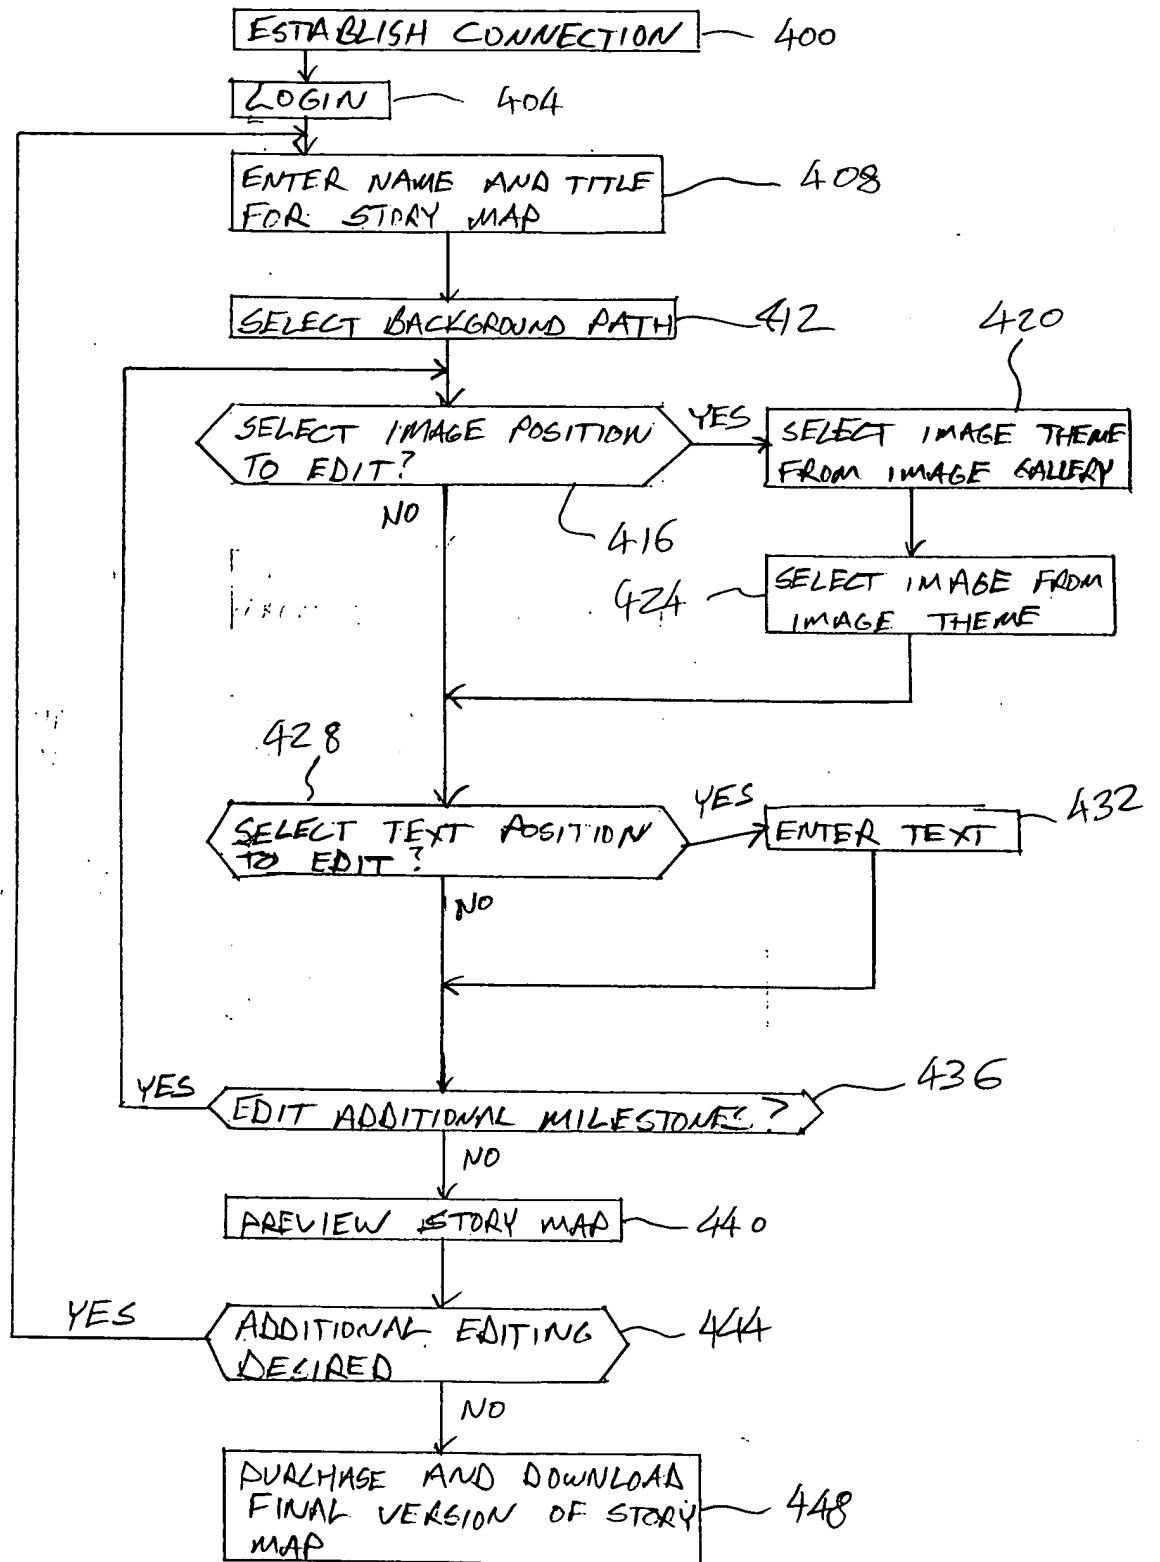 ESTABLISH CONNECTION
400
LOGIN
404
ENTER NAME AND TITLE
FOR STORY MAP
408
SELECT BACKGROUND PATH
412
420
SELECT IMAGE POSITION
TO EDIT?
YES
SELECT IMAGE THEME
FROM IMAGE GALLERY
NO
416
424
SELECT IMAGE FROM
IMAGE THEME
428
SELECT TEXT POSITION
TO EDIT?
YES
ENTER TEXT
432
NO
YES
EDIT ADDITIONAL MILESTONES?
436
NO
PREVIEW STORY MAP
440
YES
ADDITIONAL EDITING
DESIRED
444
NO
PURCHASE AND DOWNLOAD
FINAL VERSION OF STORY
MAP
448